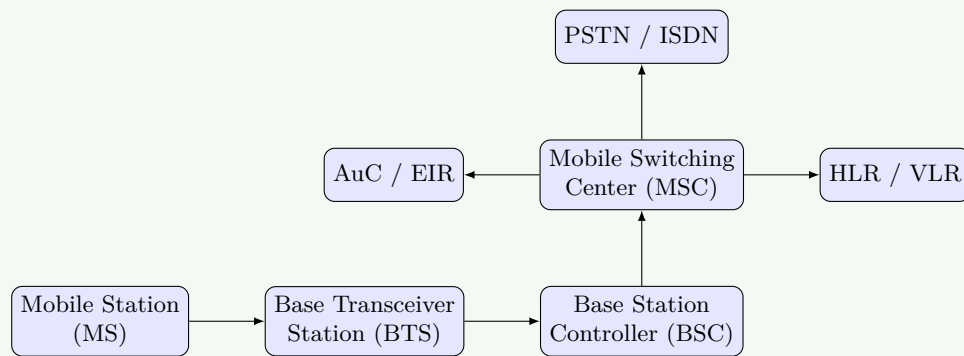 PSTN / ISDN
AuC / EIR
Mobile Switching
Center (MSC)
HLR / VLR
Mobile Station
(MS)
Base Transceiver
Station (BTS)
Base Station
Controller (BSC)